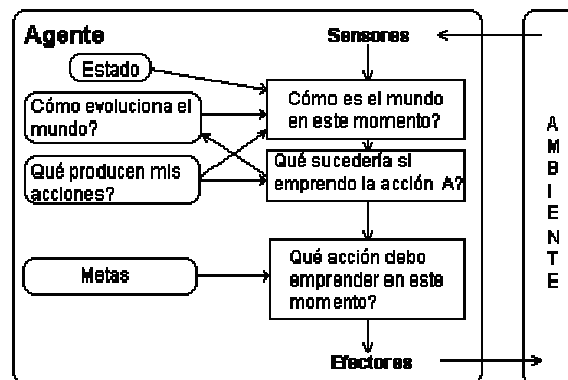 Agente
Sensores
Estado
Cómo evoluciona el
mundo?
Cómo es el mundo
en este momento?
Qué producen mis
acciones?
Qué sucedería si
emprendo la acción A?
Metas
Qué acción debo
emprender en este
momento?
Efectores
AMBIENTE